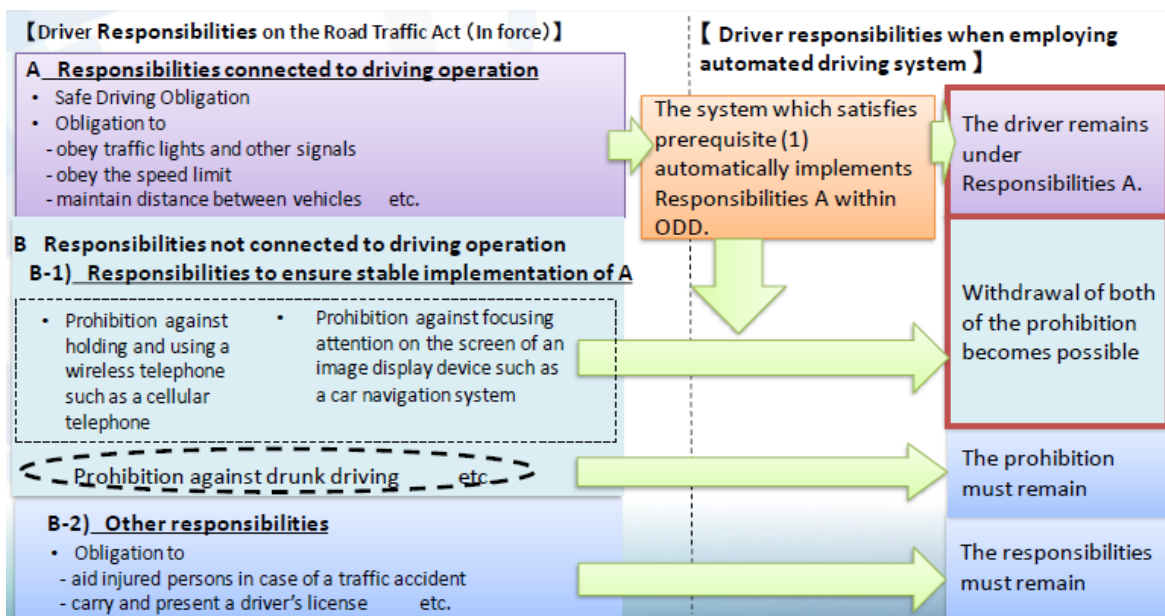 【Driver Responsibilities on the Road Traffic Act (In force)】
A Responsibilities connected to driving operation
• Safe Driving Obligation
• Obligation to
- obey traffic lights and other signals
- obey the speed limit
- maintain distance between vehicles etc.
B Responsibilities not connected to driving operation
B-1) Responsibilities to ensure stable implementation of A
• Prohibition against
holding and using a
wireless telephone
such as a cellular
telephone
• Prohibition against focusing
attention on the screen of an
image display device such as
a car navigation system
Prohibition against drunk driving etc
B-2) Other responsibilities
• Obligation to
- aid injured persons in case of a traffic accident
- carry and present a driver's license etc.
【 Driver responsibilities when employing
automated driving system 】
The system which satisfies
prerequisite (1)
automatically implements
Responsibilities A within
ODD.
The driver remains
under
Responsibilities A.
Withdrawal of both
of the prohibition
becomes possible
The prohibition
must remain
The responsibilities
must remain